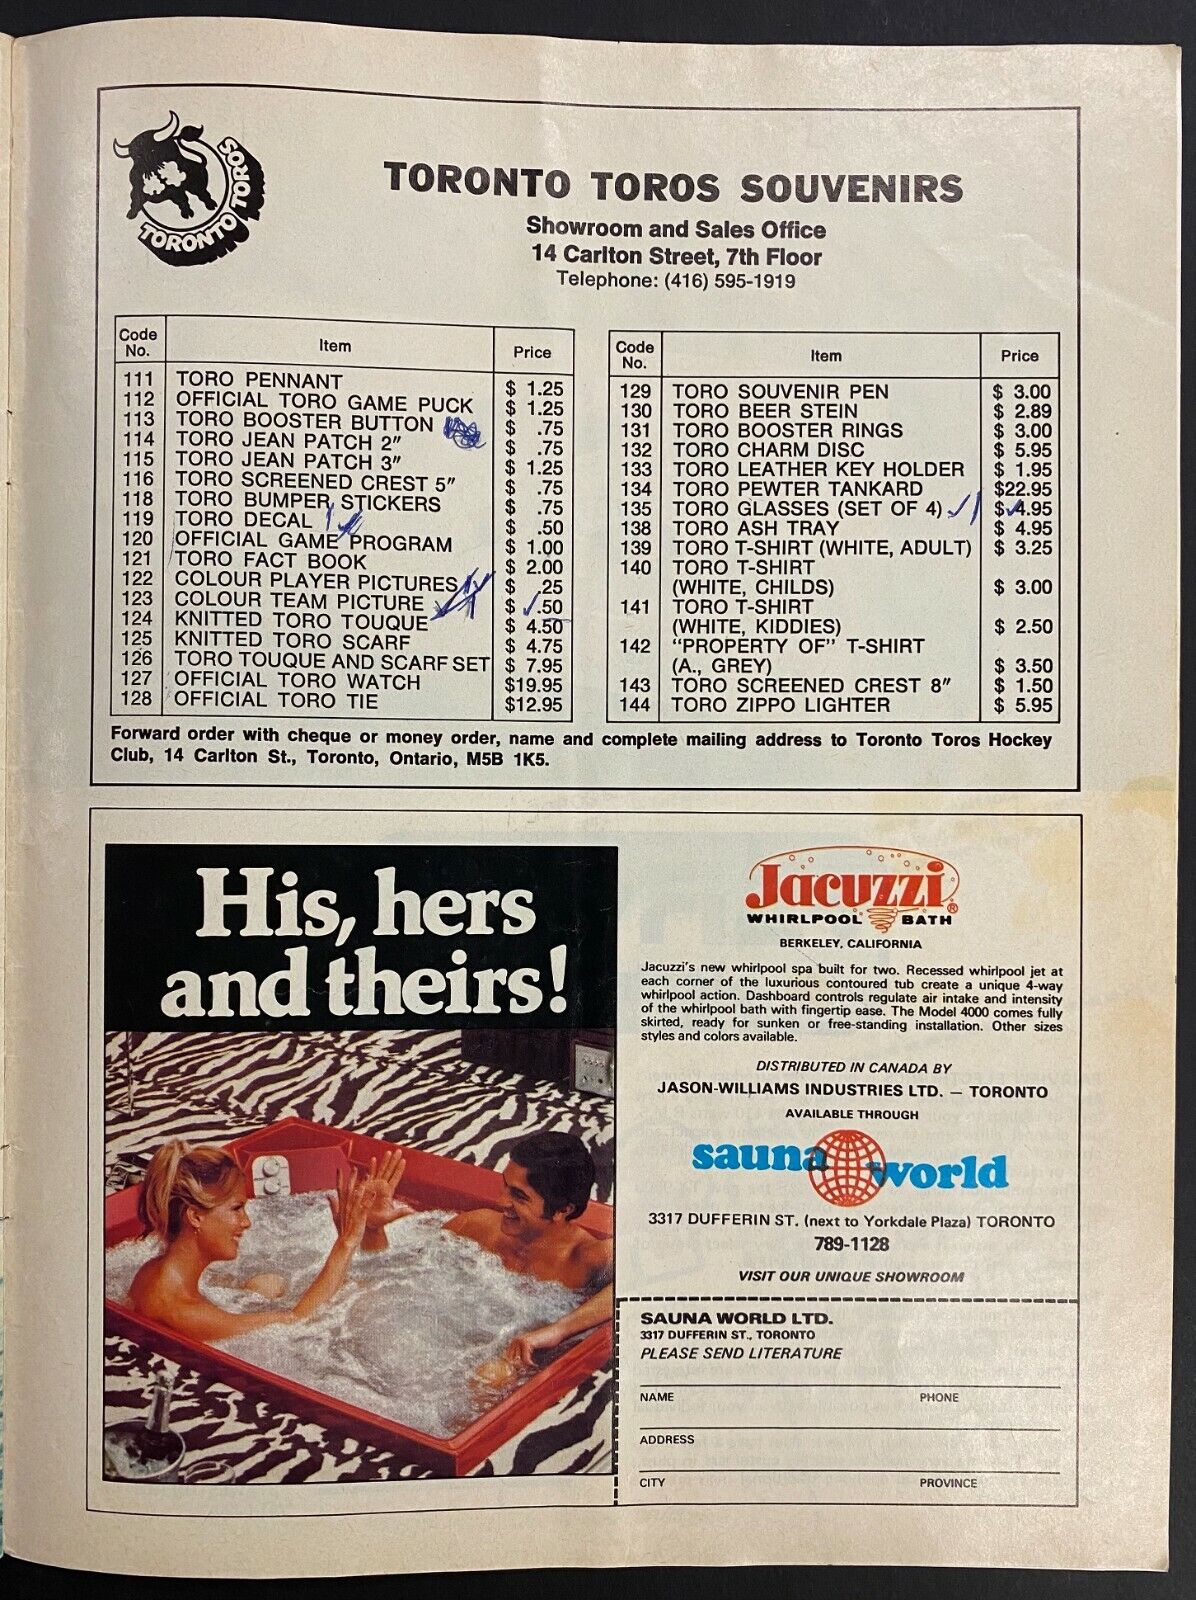 TORONTO TOROS
TORONTO TOROS SOUVENIRS
Showroom and Sales Office
14 Carlton Street, 7th Floor
Telephone: (416) 595-1919
Code No. Item Price
111 TORO PENNANT $ 1.25
112 OFFICIAL TORO GAME PUCK $ 1.25
113 TORO BOOSTER BUTTON $ .75
114 TORO JEAN PATCH 2" $ .75
115 TORO JEAN PATCH 3" $ 1.25
116 TORO SCREENED CREST 5" $ .75
118 TORO BUMPER STICKERS $ .75
119 TORO DECAL $ .50
120 OFFICIAL GAME PROGRAM $ 1.00
121 TORO FACT BOOK $ 2.00
122 COLOUR PLAYER PICTURES $ .25
123 COLOUR TEAM PICTURE $ .50
124 KNITTED TORO TOUQUE $ 4.50
125 KNITTED TORO SCARF $ 4.75
126 TORO TOUQUE AND SCARF SET $ 7.95
127 OFFICIAL TORO WATCH $19.95
128 OFFICIAL TORO TIE $12.95
Code No. Item Price
129 TORO SOUVENIR PEN $ 3.00
130 TORO BEER STEIN $ 2.89
131 TORO BOOSTER RINGS $ 3.00
132 TORO CHARM DISC $ 5.95
133 TORO LEATHER KEY HOLDER $ 1.95
134 TORO PEWTER TANKARD $22.95
135 TORO GLASSES (SET OF 4) $ 4.95
138 TORO ASH TRAY $ 4.95
139 TORO T-SHIRT (WHITE, ADULT) $ 3.25
140 TORO T-SHIRT
(WHITE, CHILDS) $ 3.00
141 TORO T-SHIRT
(WHITE, KIDDIES) $ 2.50
142 "PROPERTY OF" T-SHIRT
(A., GREY) $ 3.50
143 TORO SCREENED CREST 8" $ 1.50
144 TORO ZIPPO LIGHTER $ 5.95
Forward order with cheque or money order, name and complete mailing address to Toronto Toros Hockey
Club, 14 Carlton St., Toronto, Ontario, M5B 1K5.
His, hers
and theirs!
Jacuzzi®
WHIRLPOOL BATH
BERKELEY, CALIFORNIA
Jacuzzi's new whirlpool spa built for two. Recessed whirlpool jet at
each corner of the luxurious contoured tub create a unique 4-way
whirlpool action. Dashboard controls regulate air intake and intensity
of the whirlpool bath with fingertip ease. The Model 4000 comes fully
skirted, ready for sunken or free-standing installation. Other sizes
styles and colors available.
DISTRIBUTED IN CANADA BY
JASON-WILLIAMS INDUSTRIES LTD. — TORONTO
AVAILABLE THROUGH
sauna world
3317 DUFFERIN ST. (next to Yorkdale Plaza) TORONTO
789-1128
VISIT OUR UNIQUE SHOWROOM
SAUNA WORLD LTD.
3317 DUFFERIN ST., TORONTO
PLEASE SEND LITERATURE
NAME PHONE
ADDRESS
CITY PROVINCE